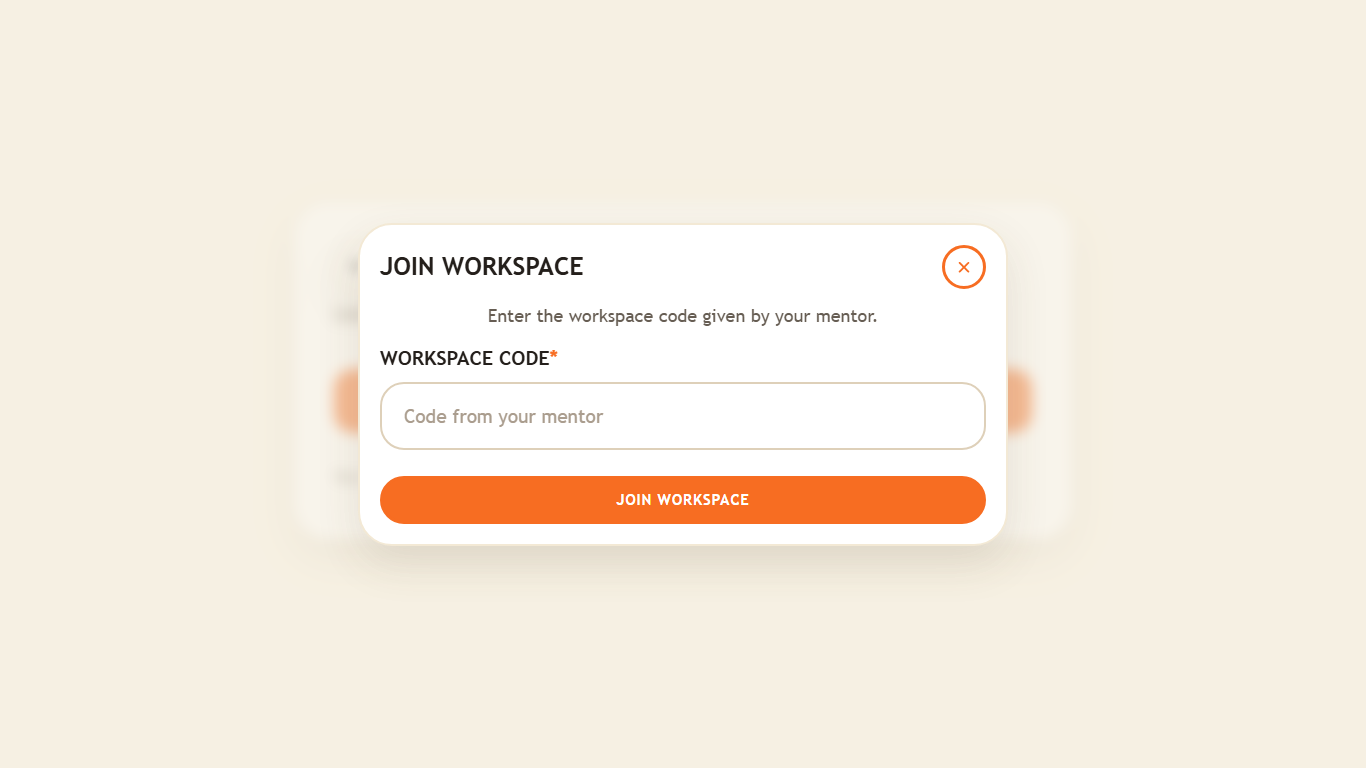 JOIN WORKSPACE
Enter the workspace code given by your mentor.
WORKSPACE CODE*
Code from your mentor
JOIN WORKSPACE